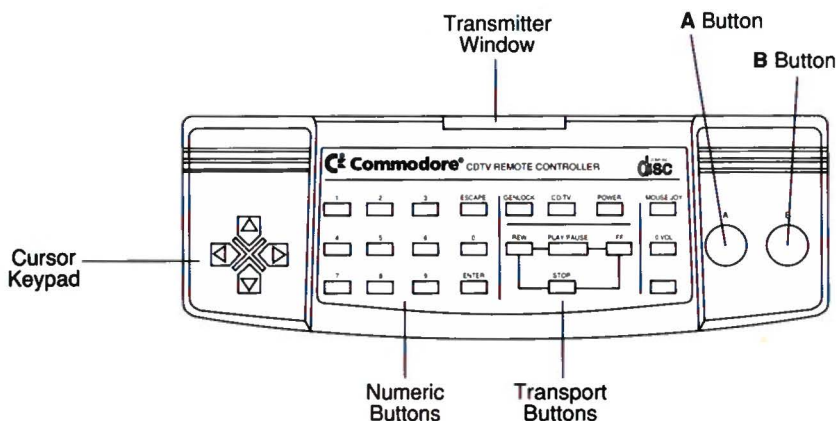 Transmitter
Window
A Button
B Button
Commodore® CDTV REMOTE CONTROLLER
disc
1 2 3 ESCAPE GENLOCK CD/TV POWER MOUSE JOY
A B
4 5 6 0 REW PLAY PAUSE FF 0 VOL
7 8 9 ENTER STOP
Cursor
Keypad
Numeric
Buttons
Transport
Buttons